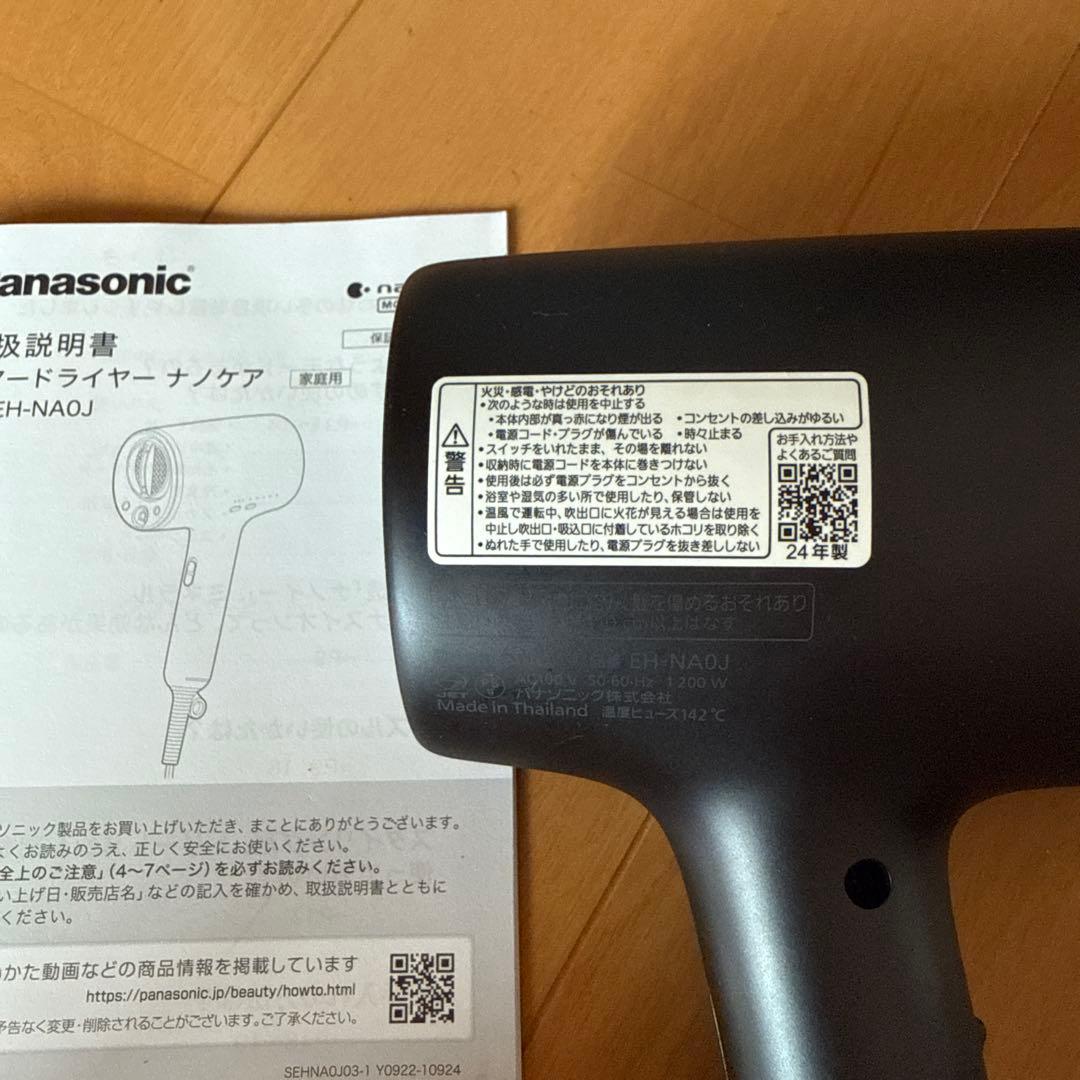 Panasonic
扱説明書
保証
ヤードライヤー ナノケア 家庭用
EH-NA0J
ソニック製品をお買い上げいただき、まことにありがとうございます。
よくお読みのうえ、正しく安全にお使いください。
全上のご注意」(4〜7ページ)を必ずお読みください。
い上げ日・販売店名」などの記入を確かめ、取扱説明書とともに
ください。
かた動画などの商品情報を掲載しています
https://panasonic.jp/beauty/howto.html
予告なく変更・削除されることがございます。ご了承ください。
SEHNA0J03-1 Y0922-10924
警告
火災・感電・やけどのおそれあり
•次のような時は使用を中止する
•本体内部が真っ赤になり煙が出る •コンセントの差し込みがゆるい
•電源コード・プラグが傷んでいる •時々止まる
•スイッチをいれたまま、その場を離れない
•収納時に電源コードを本体に巻きつけない
•使用後は必ず電源プラグをコンセントから抜く
•浴室や湿気の多い所で使用したり、保管しない
•温風で運転中、吹出口に火花が見える場合は使用を
中止し吹出口・吸込口に付着しているホコリを取り除く
•ぬれた手で使用したり、電源プラグを抜き差ししない
お手入れ方法や
よくあるご質問
24年製
髪を傷めるおそれあり
以上はなす
品番 EH-NA0J
AC100 V 50-60 Hz 1 200 W
パナソニック株式会社
Made in Thailand 温度ヒューズ142℃